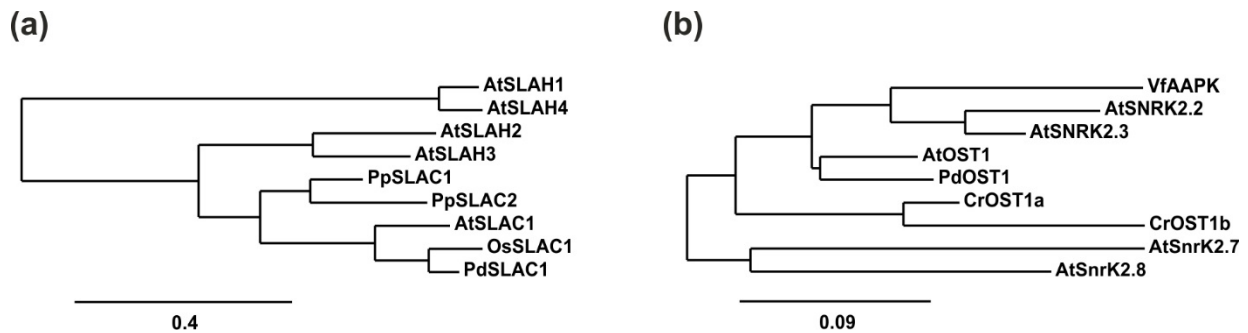 (a)
AtSLAH1
AtSLAH4
AtSLAH2
AtSLAH3
PpSLAC1
PpSLAC2
AtSLAC1
OsSLAC1
PdSLAC1
0.4
(b)
VfAAPK
AtSNRK2.2
AtSNRK2.3
AtOST1
PdOST1
CrOST1a
CrOST1b
AtSnrK2.7
AtSnrK2.8
0.09